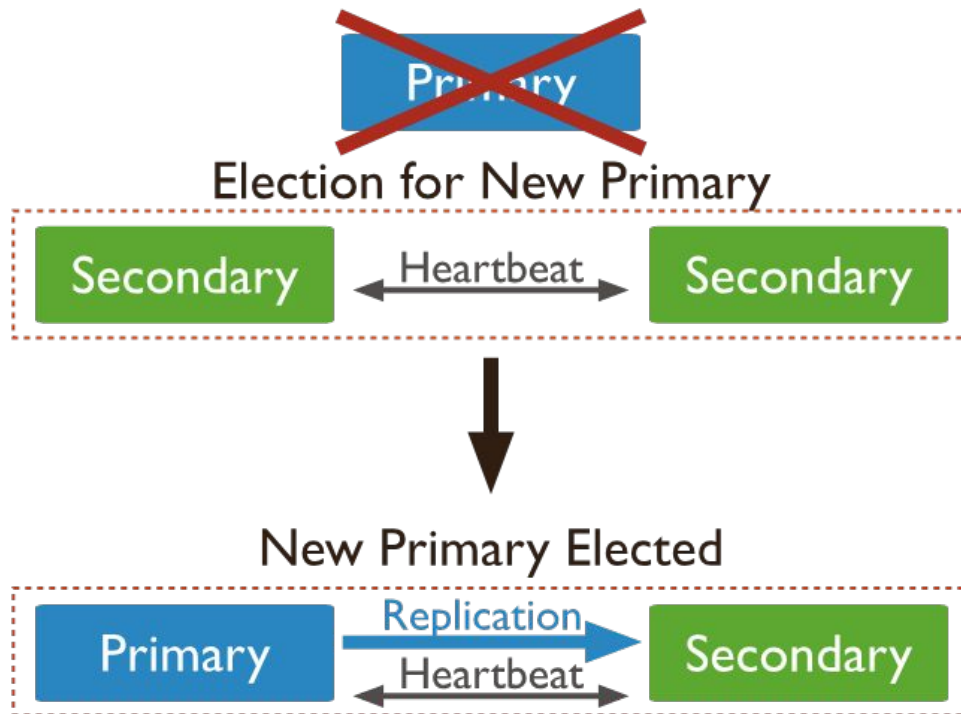 Primary
Election for New Primary
Secondary Heartbeat Secondary
New Primary Elected
Replication
Primary Secondary
Heartbeat